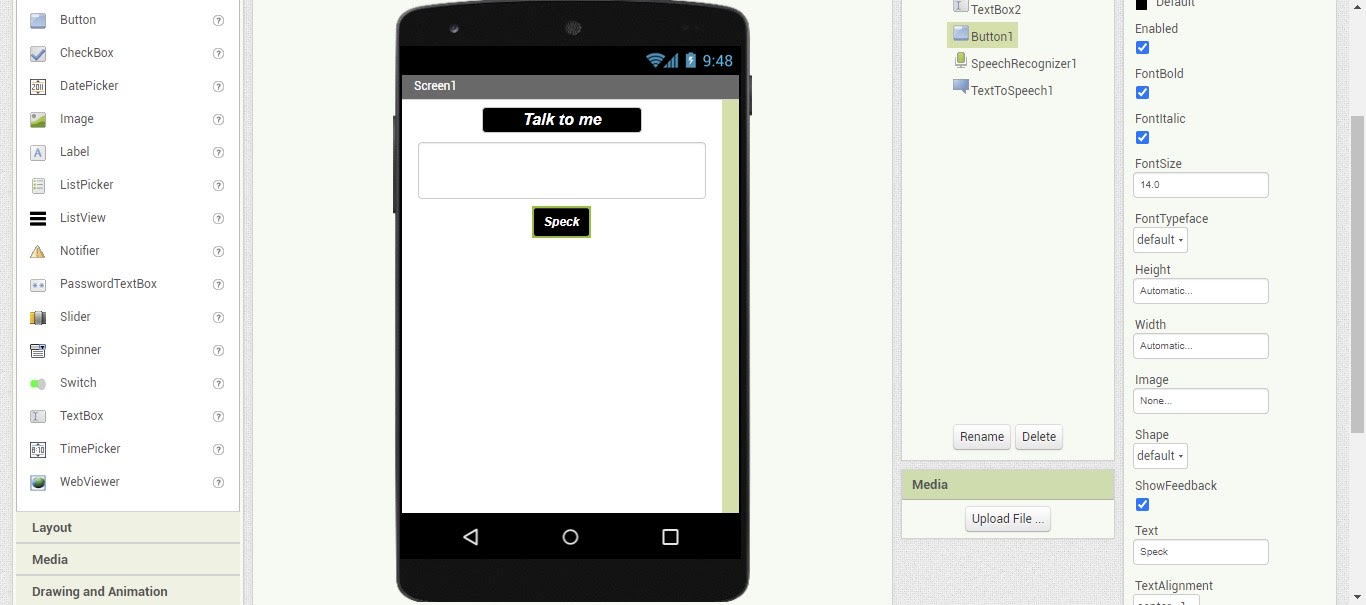 Button
CheckBox
DatePicker
Image
Label
ListPicker
ListView
Notifier
PasswordTextBox
Slider
Spinner
Switch
TextBox
TimePicker
WebViewer
Layout
Media
Drawing and Animation
9:48
Screen1
Talk to me
Speck
TextBox2
Button1
SpeechRecognizer1
TextToSpeech1
Rename
Delete
Media
Upload File ...
Default
Enabled
FontBold
FontItalic
FontSize
14.0
FontTypeface
default
Height
Automatic...
Width
Automatic...
Image
None...
Shape
default
ShowFeedback
Text
Speck
TextAlignment